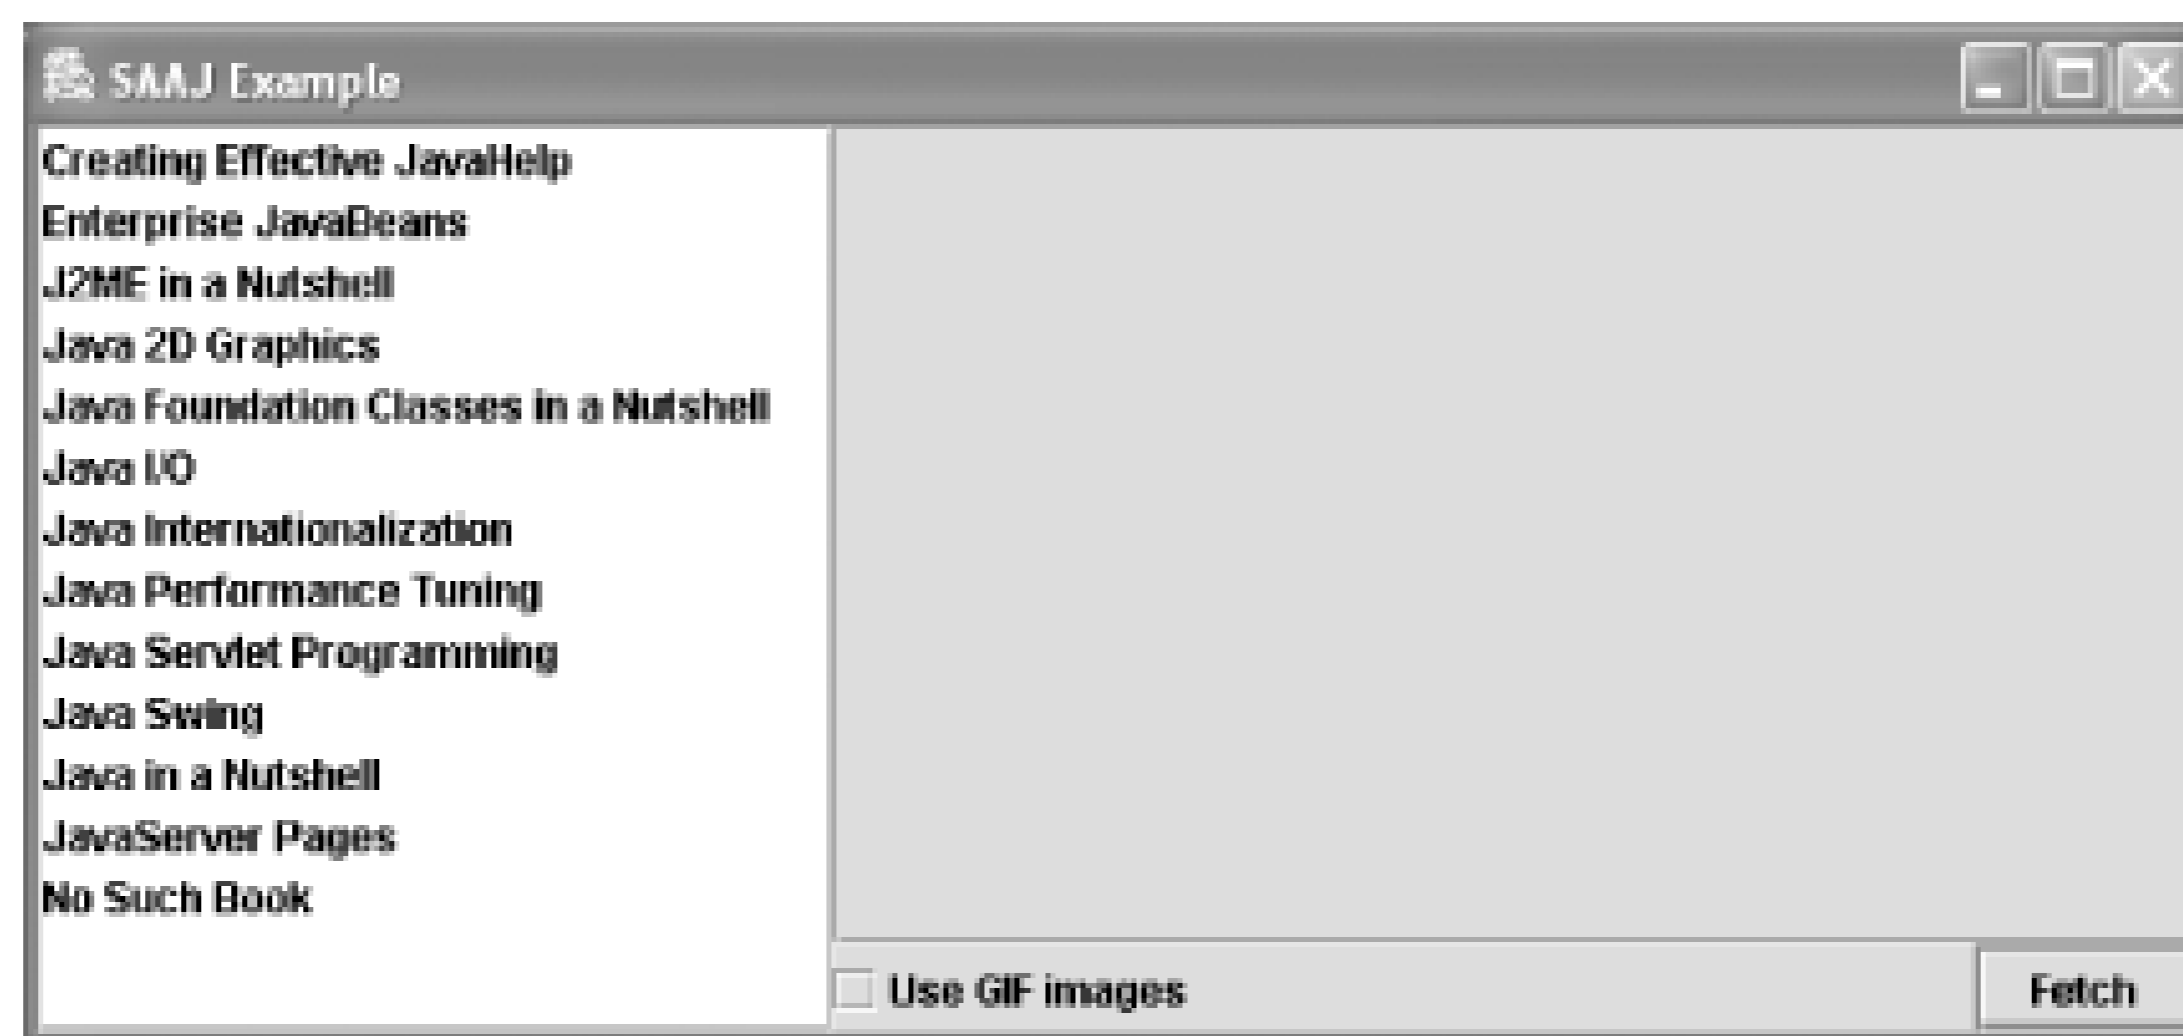 SAAJ Example
Creating Effective JavaHelp
Enterprise JavaBeans
J2ME in a Nutshell
Java 2D Graphics
Java Foundation Classes in a Nutshell
Java I/O
Java Internationalization
Java Performance Tuning
Java Servlet Programming
Java Swing
Java in a Nutshell
JavaServer Pages
No Such Book
Use GIF images
Fetch